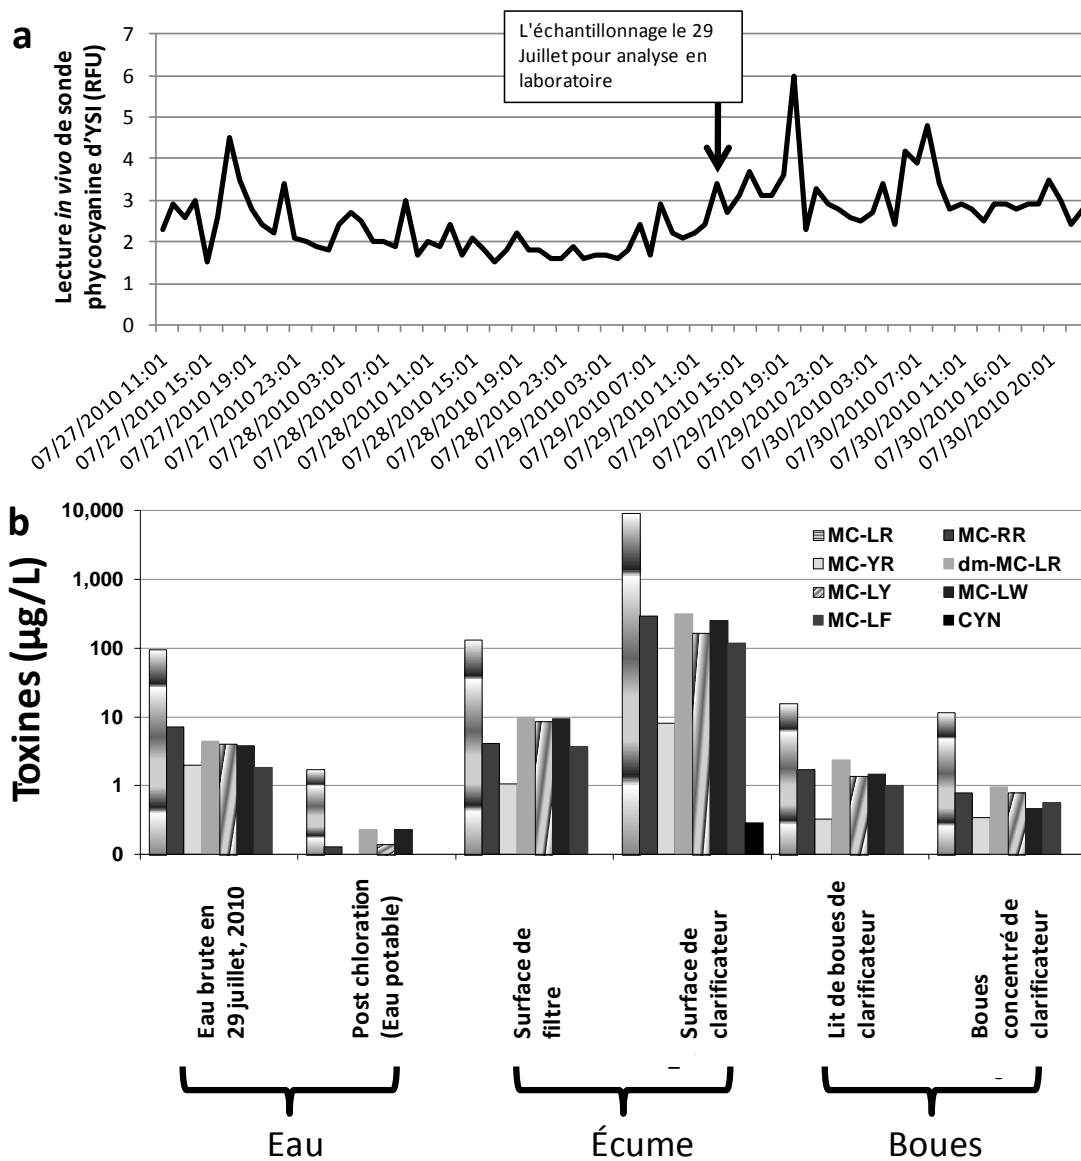 a
L'échantillonnage le 29
Juillet pour analyse en
laboratoire
Lecture in vivo de sonde
phycocyanine d'YSI (RFU)
7
6
5
4
3
2
1
0
07/27/2010 11:01
07/27/2010 15:01
07/27/2010 19:01
07/27/2010 23:01
07/28/2010 03:01
07/28/2010 07:01
07/28/2010 11:01
07/28/2010 15:01
07/28/2010 19:01
07/28/2010 23:01
07/29/2010 03:01
07/29/2010 07:01
07/29/2010 11:01
07/29/2010 15:01
07/29/2010 19:01
07/29/2010 23:01
07/30/2010 03:01
07/30/2010 07:01
07/30/2010 11:01
07/30/2010 16:01
07/30/2010 20:01
b
Toxines (µg/L)
10,000
1,000
100
10
1
0
MC-LR
MC-RR
MC-YR
dm-MC-LR
MC-LY
MC-LW
MC-LF
CYN
Eau brute en
29 juillet, 2010
Post chloration
(Eau potable)
Surface de
filtre
Surface de
clarificateur
Lit de boues de
clarificateur
Boues
concentré de
clarificateur
Eau
Écume
Boues